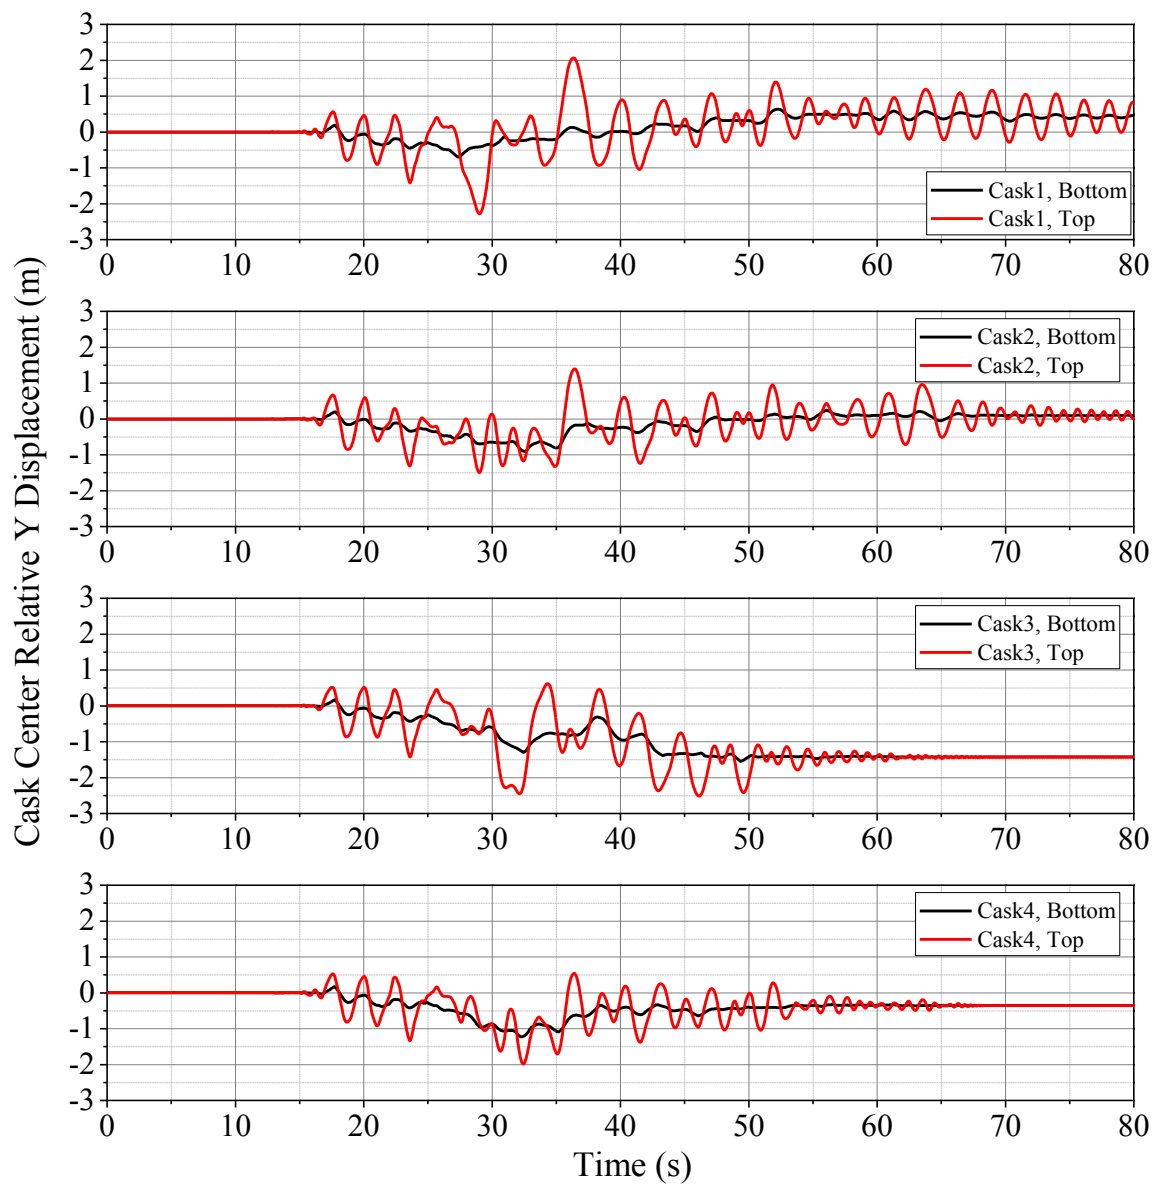 Cask Center Relative Y Displacement (m)
3
2
1
0
-1
-2
-3
Cask1, Bottom
Cask1, Top
0 10 20 30 40 50 60 70 80
3
2
1
0
-1
-2
-3
Cask2, Bottom
Cask2, Top
0 10 20 30 40 50 60 70 80
3
2
1
0
-1
-2
-3
Cask3, Bottom
Cask3, Top
0 10 20 30 40 50 60 70 80
3
2
1
0
-1
-2
-3
Cask4, Bottom
Cask4, Top
0 10 20 30 40 50 60 70 80
Time (s)